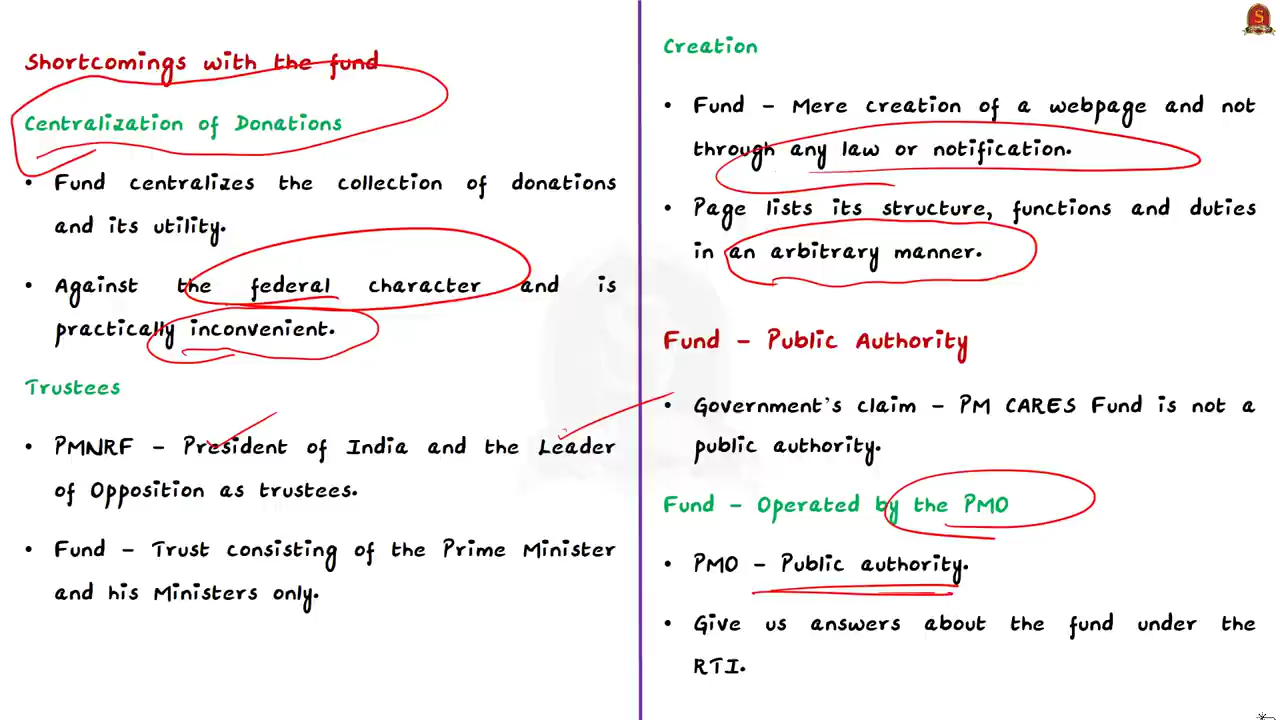 Shortcomings with the fund
Centralization of Donations
• Fund centralizes the collection of donations
and its utility.
• Against the federal character and is
practically inconvenient.
Trustees
• PMNRF - President of India and the Leader
of Opposition as trustees.
• Fund - Trust consisting of the Prime Minister
and his Ministers only.
Creation
• Fund - Mere creation of a webpage and not
through any law or notification.
• Page lists its structure, functions and duties
in an arbitrary manner.
Fund - Public Authority
• Government's claim - PM CARES Fund is not a
public authority.
Fund - Operated by the PMO
• PMO - Public authority.
• Give us answers about the fund under the
RTI.